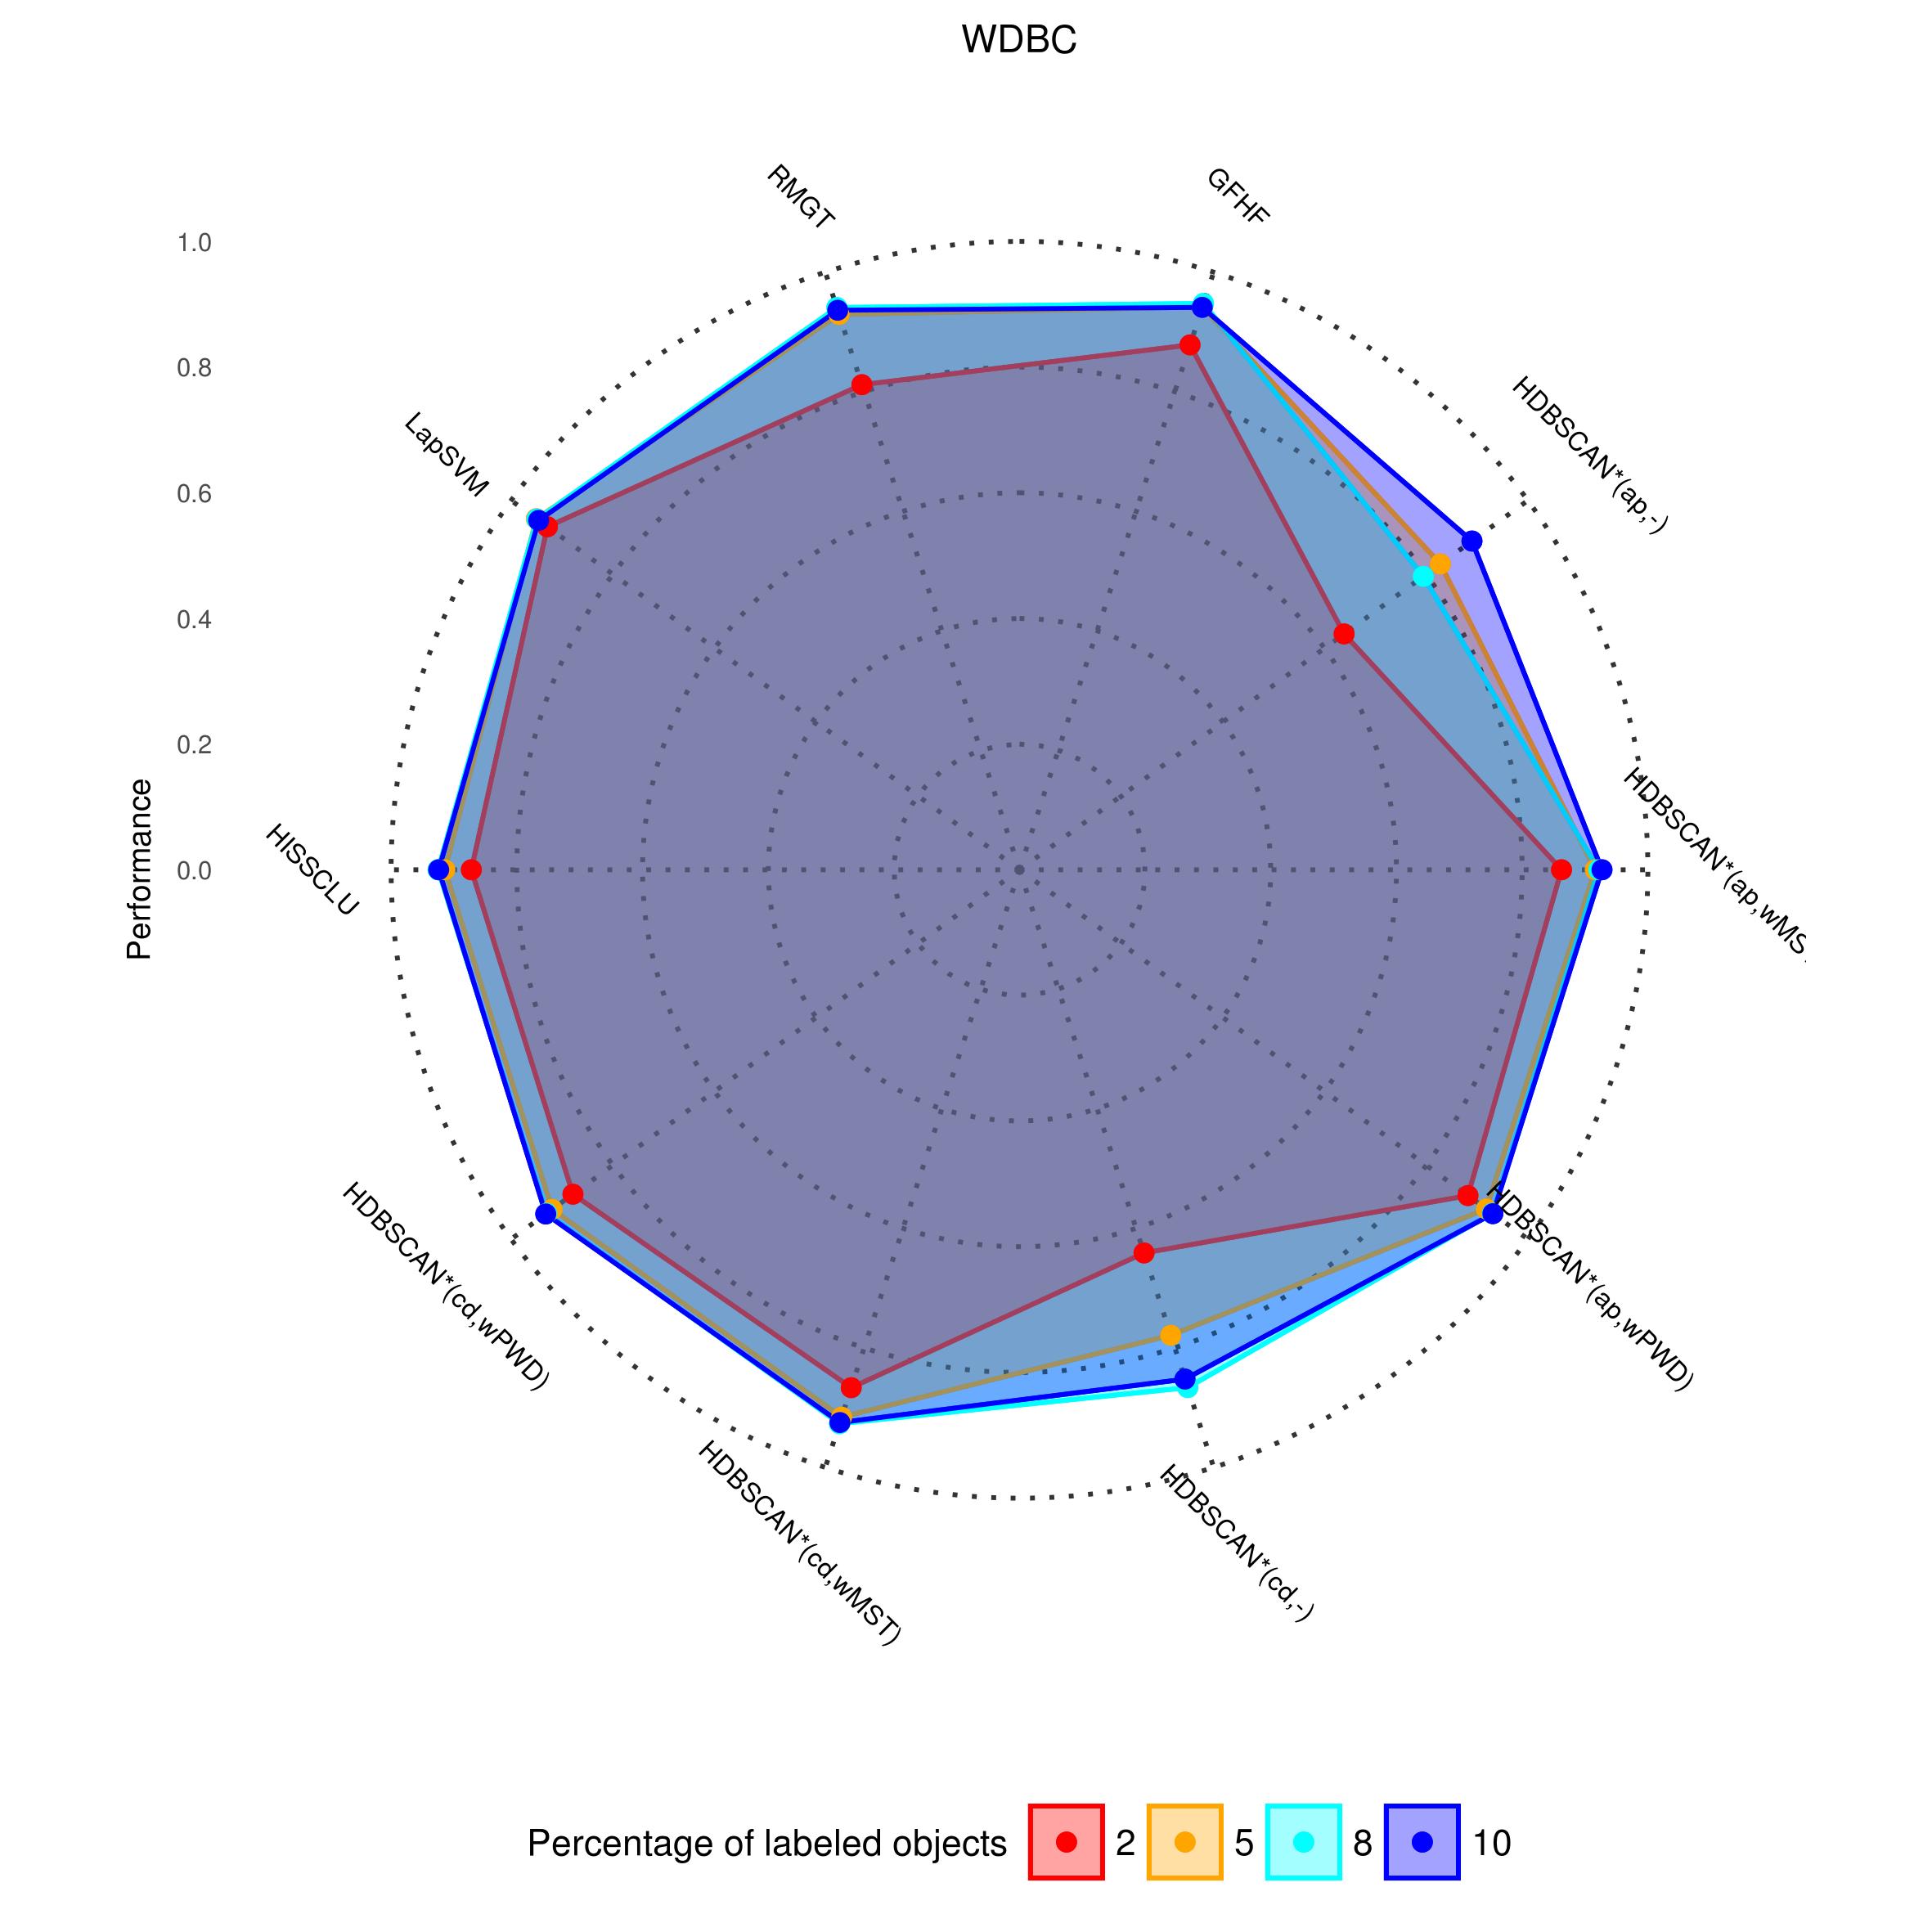 WDBC
RMGT
GFHF
1.0
0.8
LapSVM
HDBSCAN*(ap,-)
0.6
0.4
0.2
Performance
0.0
HISSCLU
HDBSCAN*(ap,wMS
HDBSCAN*(cd,wPWD)
HDBSCAN*(ap,wPWD)
HDBSCAN*(cd,wMST)
HDBSCAN*(cd,-)
Percentage of labeled objects 2 5 8 10